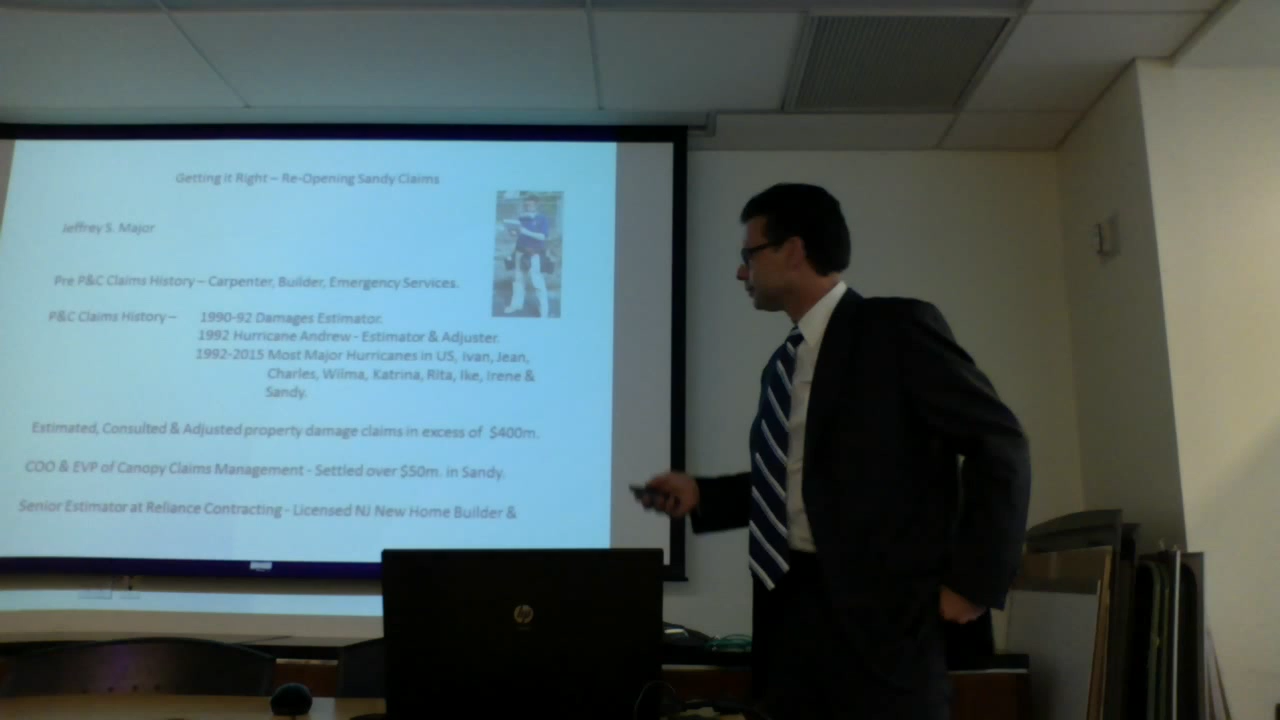 Getting it Right – Re-Opening Sandy Claims
Jeffrey S. Major
Pre P&C Claims History – Carpenter, Builder, Emergency Services.
P&C Claims History – 1990-92 Damages Estimator.
1992 Hurricane Andrew - Estimator & Adjuster.
1992-2015 Most Major Hurricanes in US, Ivan, Jean,
Charles, Wilma, Katrina, Rita, Ike, Irene &
Sandy.
Estimated, Consulted & Adjusted property damage claims in excess of $400m.
COO & EVP of Canopy Claims Management - Settled over $50m. in Sandy.
Senior Estimator at Reliance Contracting - Licensed NJ New Home Builder &
hp